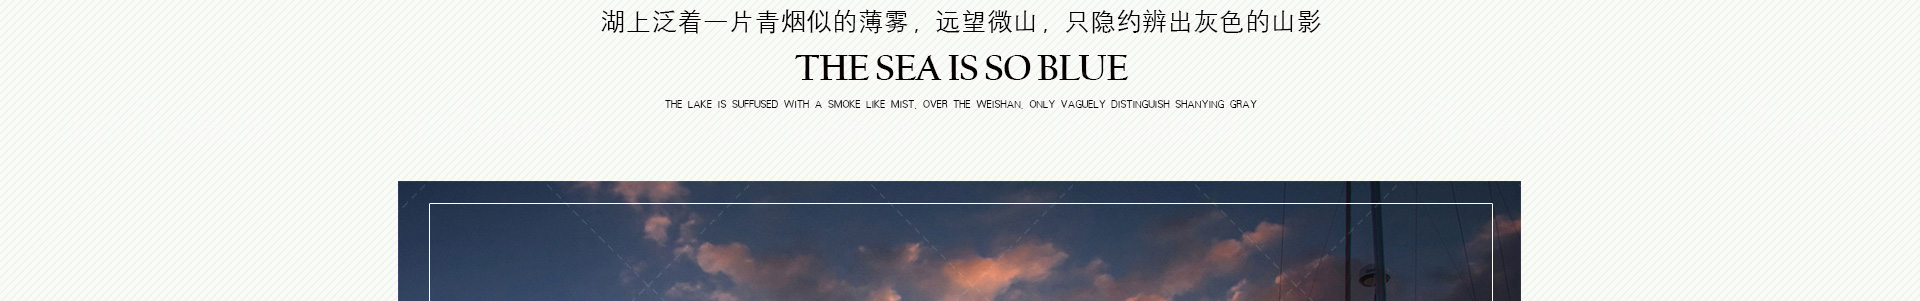 湖上泛着一片青烟似的薄雾，远望微山，只隐约辨出灰色的山影
THE SEA IS SO BLUE
THE LAKE IS SUFFUSED WITH A SMOKE LIKE MIST, OVER THE WEISHAN, ONLY VAGUELY DISTINGUISH SHANYING GRAY